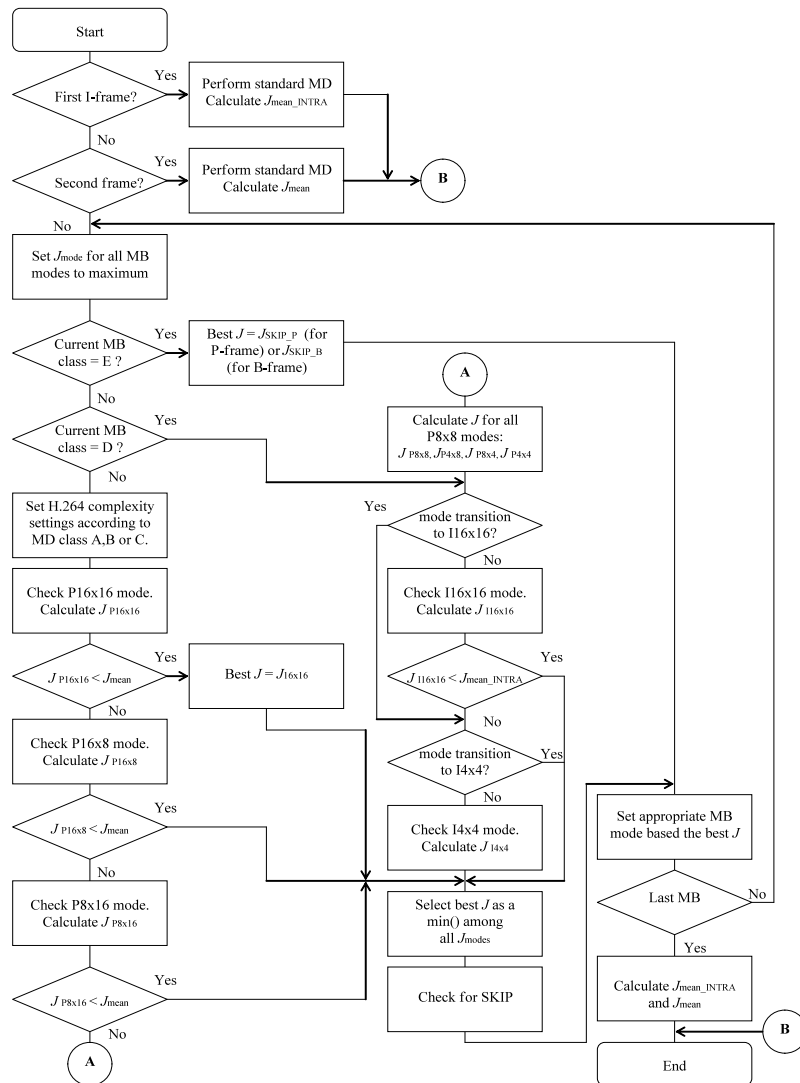 Start
First I-frame?
Yes
No
Perform standard MD
Calculate Jmean_INTRA
Second frame?
Yes
No
Perform standard MD
Calculate Jmean
B
Set Jmode for all MB
modes to maximum
Current MB
class = E ?
Yes
No
Best J = JSKIP_P (for
P-frame) or JSKIP_B
(for B-frame)
Current MB
class = D ?
Yes
No
Set H.264 complexity
settings according to
MD class A,B or C.
Check P16x16 mode.
Calculate J P16x16
J P16x16 < Jmean
Yes
No
Best J = J16x16
Check P16x8 mode.
Calculate J P16x8
J P16x8 < Jmean
Yes
No
Check P8x16 mode.
Calculate J P8x16
J P8x16 < Jmean
Yes
No
A
A
Calculate J for all
P8x8 modes:
J P8x8, JP4x8, J P8x4, J P4x4
mode transition
to I16x16?
Yes
No
Check I16x16 mode.
Calculate J I16x16
J I16x16 < Jmean_INTRA
Yes
No
mode transition
to I4x4?
Yes
No
Check I4x4 mode.
Calculate J I4x4
Select best J as a
min() among
all Jmodes
Check for SKIP
Set appropriate MB
mode based the best J
Last MB
No
Yes
Calculate Jmean_INTRA
and Jmean
B
End